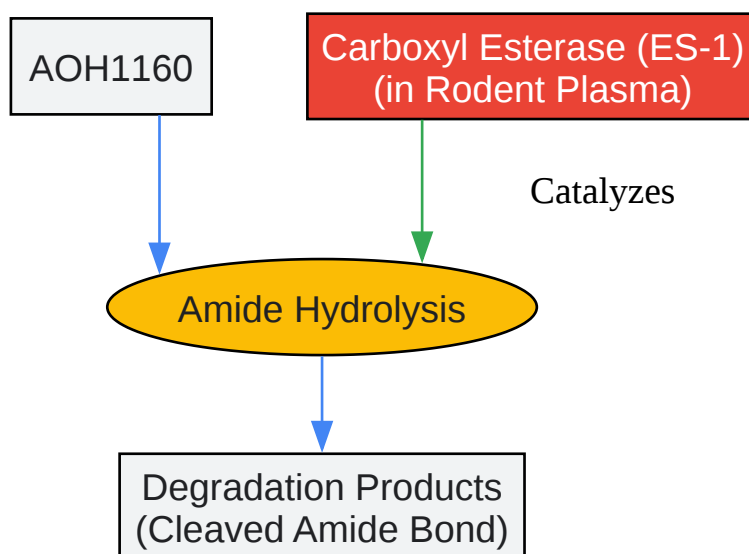 AOH1160
Carboxyl Esterase (ES-1)
(in Rodent Plasma)
Catalyzes
Amide Hydrolysis
Degradation Products
(Cleaved Amide Bond)